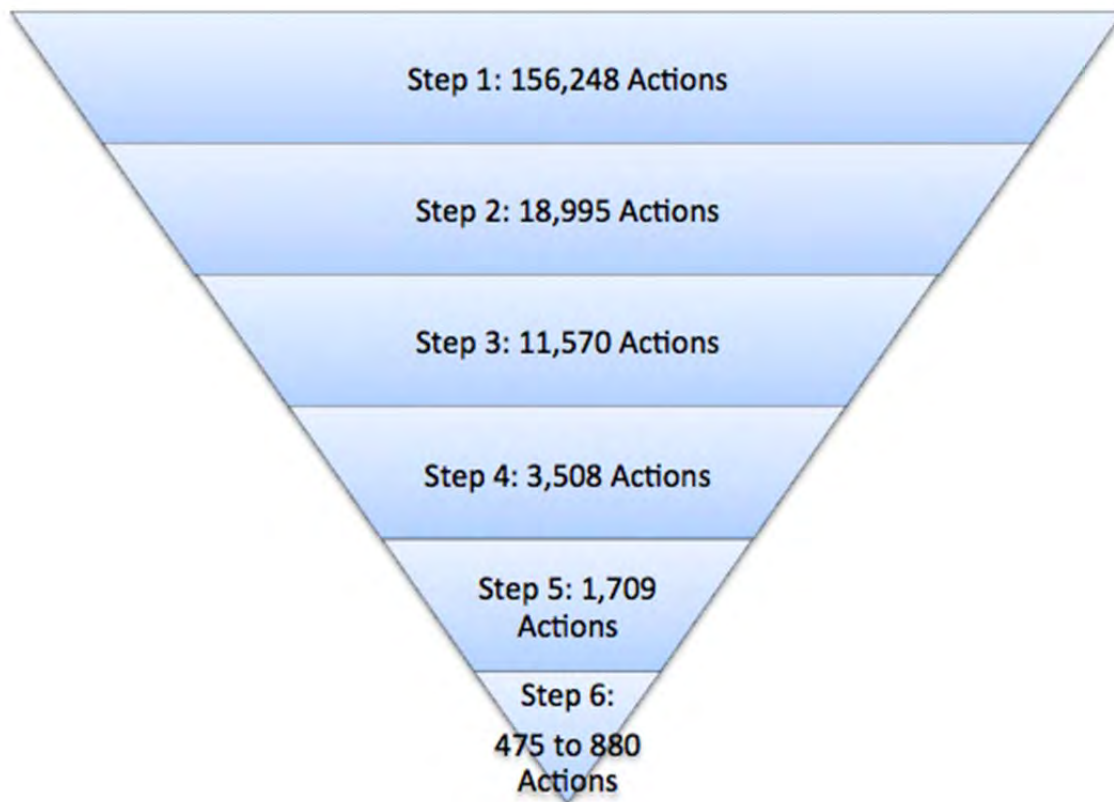 Step 1: 156,248 Actions
Step 2: 18,995 Actions
Step 3: 11,570 Actions
Step 4: 3,508 Actions
Step 5: 1,709
Actions
Step 6:
475 to 880
Actions